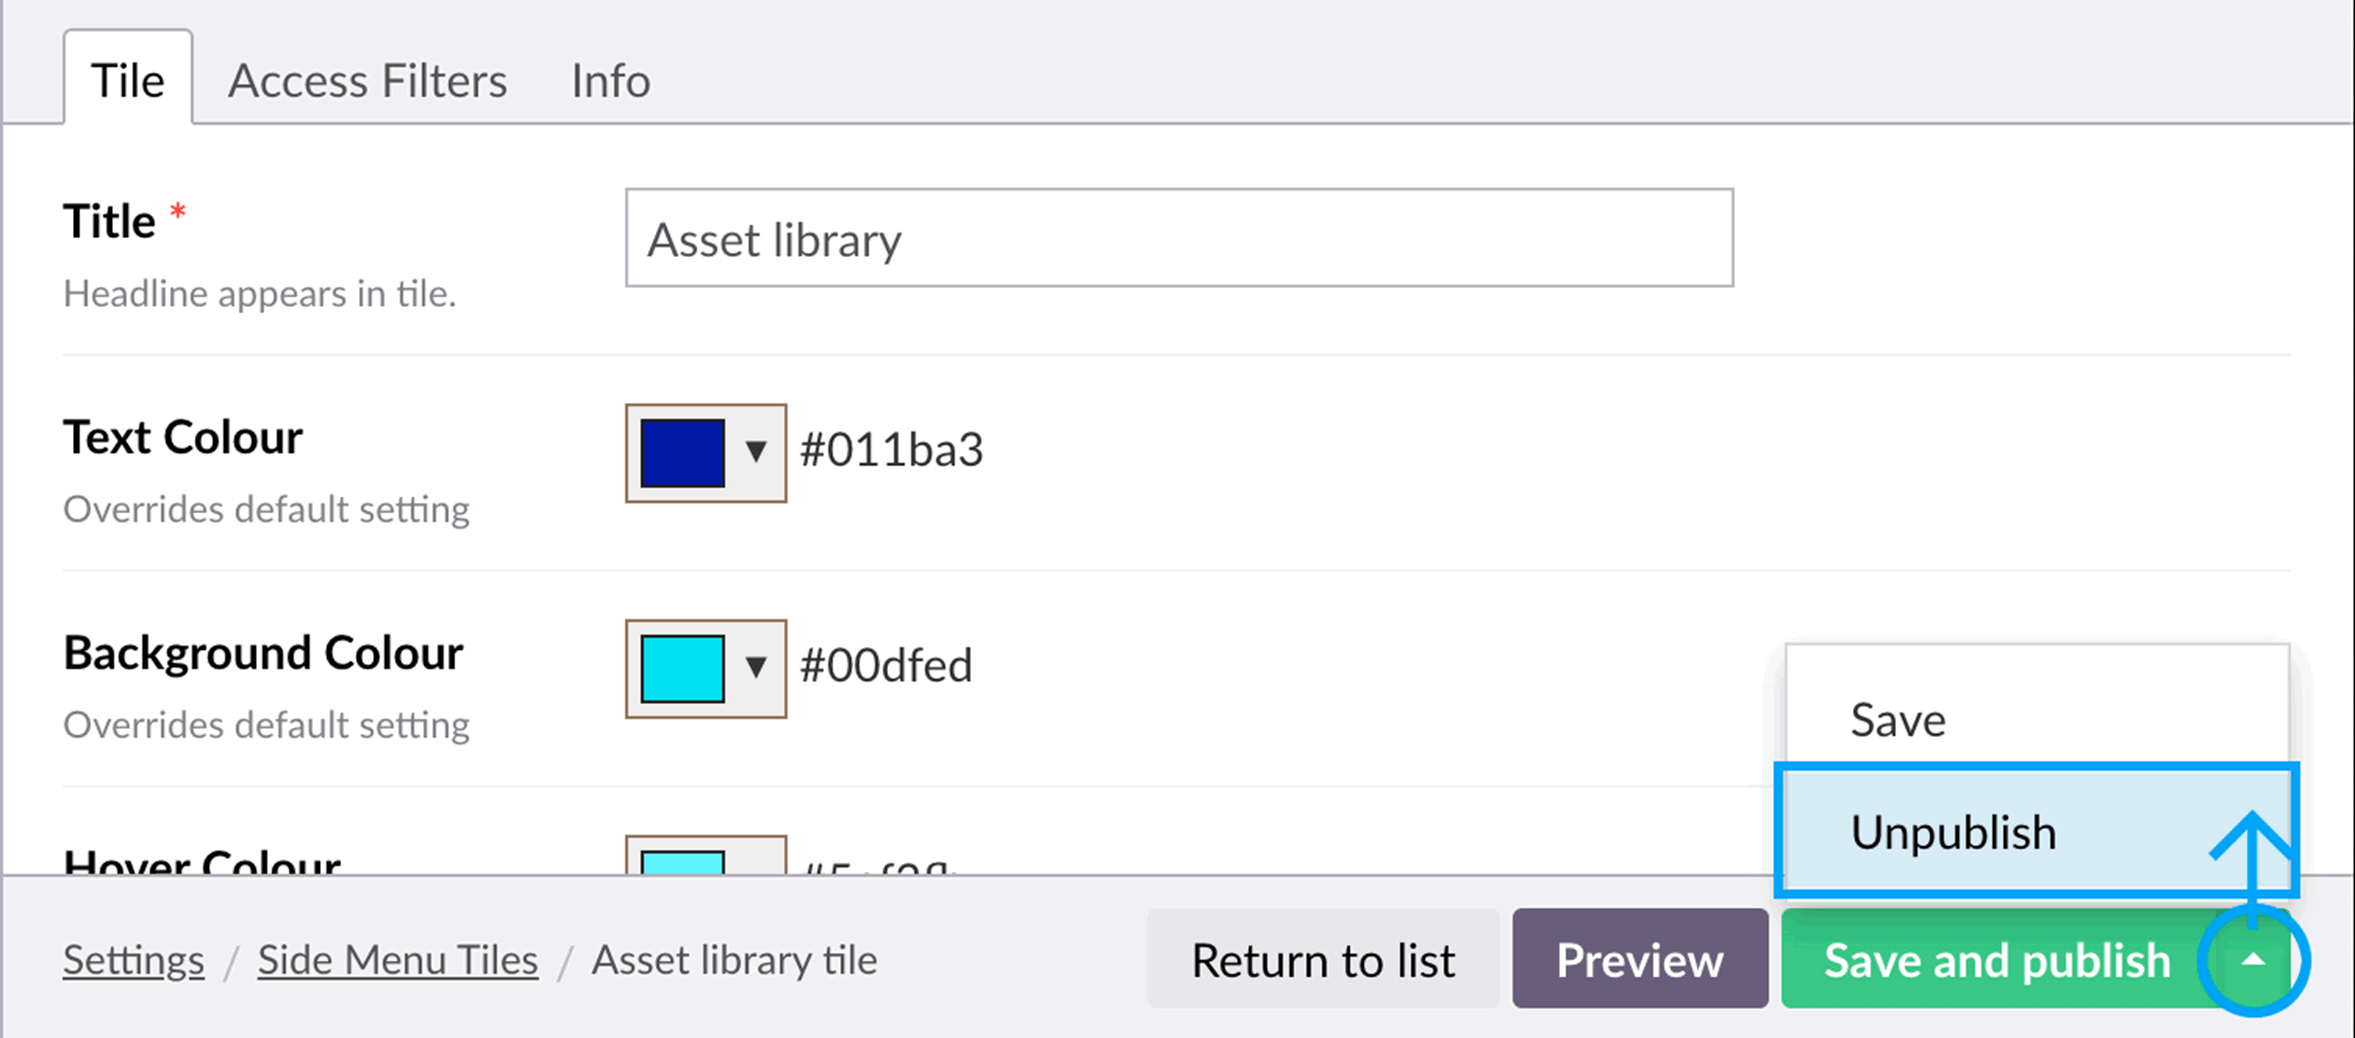 Tile Access Filters Info
Title *
Asset library
Headline appears in tile.
Text Colour
#011ba3
Overrides default setting
Background Colour
#00dfed
Overrides default setting
Save
Unpublish
Hover Colour
Settings / Side Menu Tiles / Asset library tile
Return to list
Preview
Save and publish